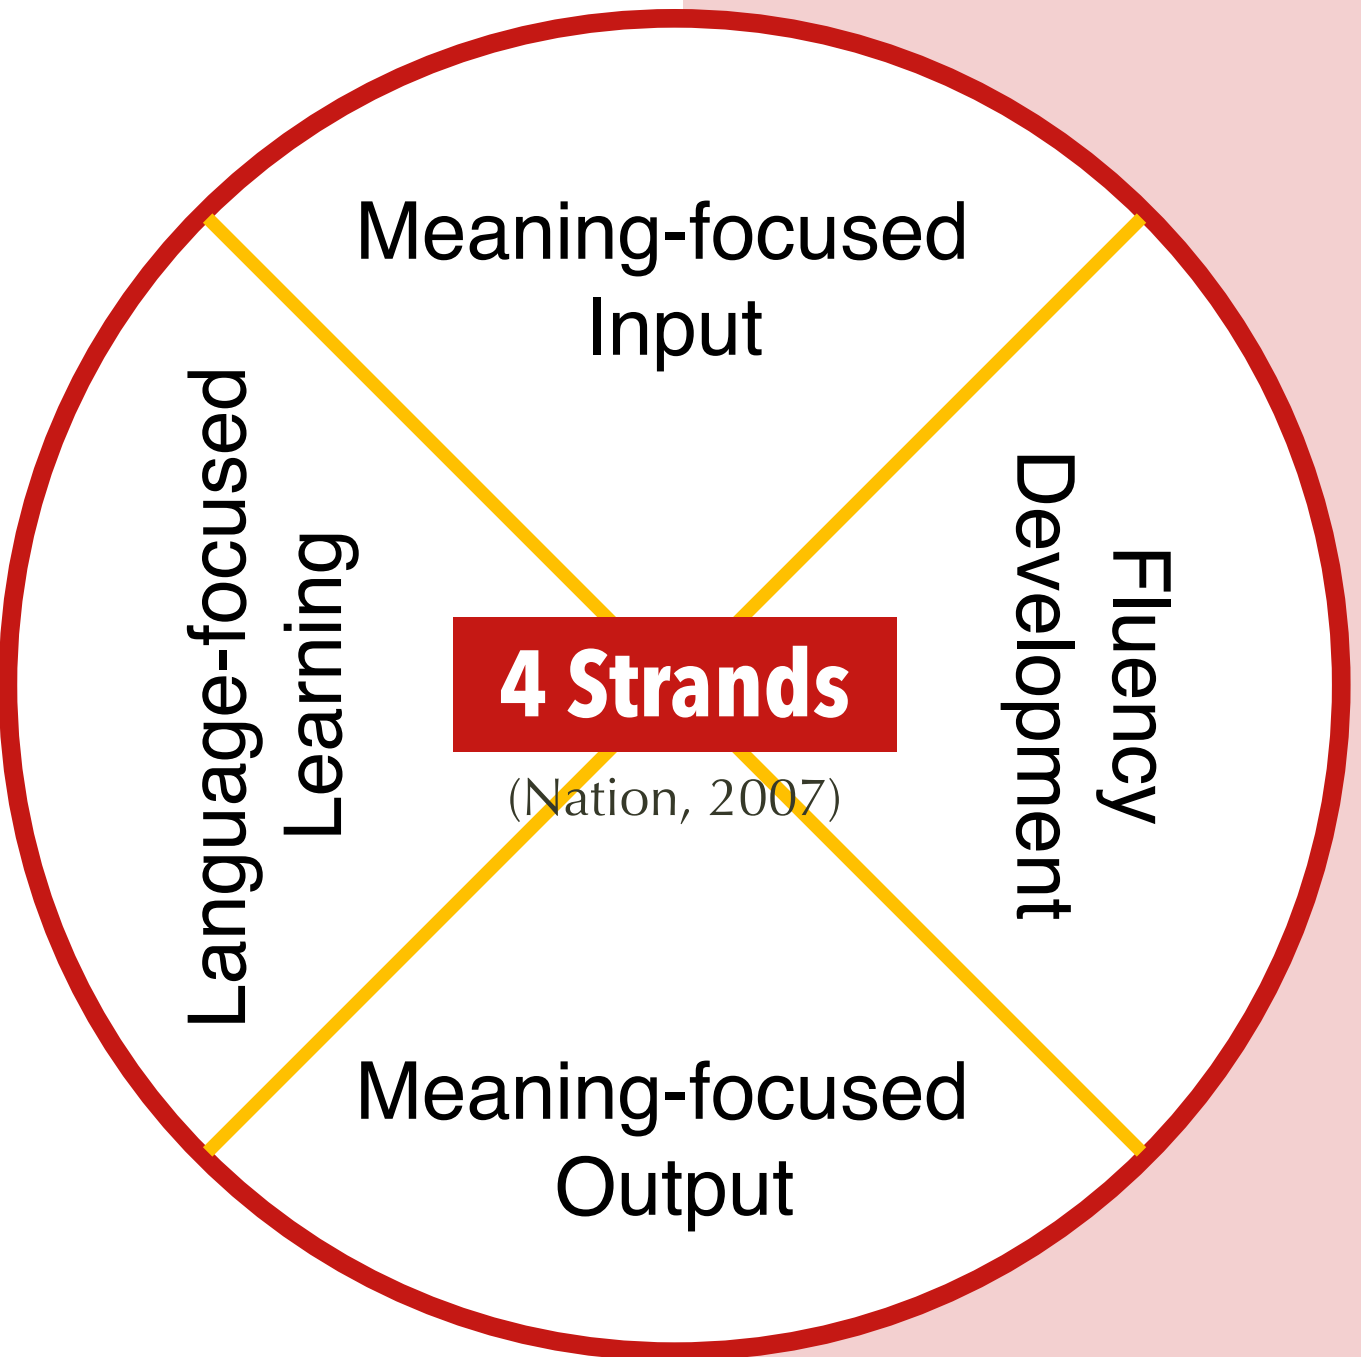 Meaning-focused
Input
Language-focused
Learning
4 Strands
(Nation, 2007)
Fluency
Development
Meaning-focused
Output